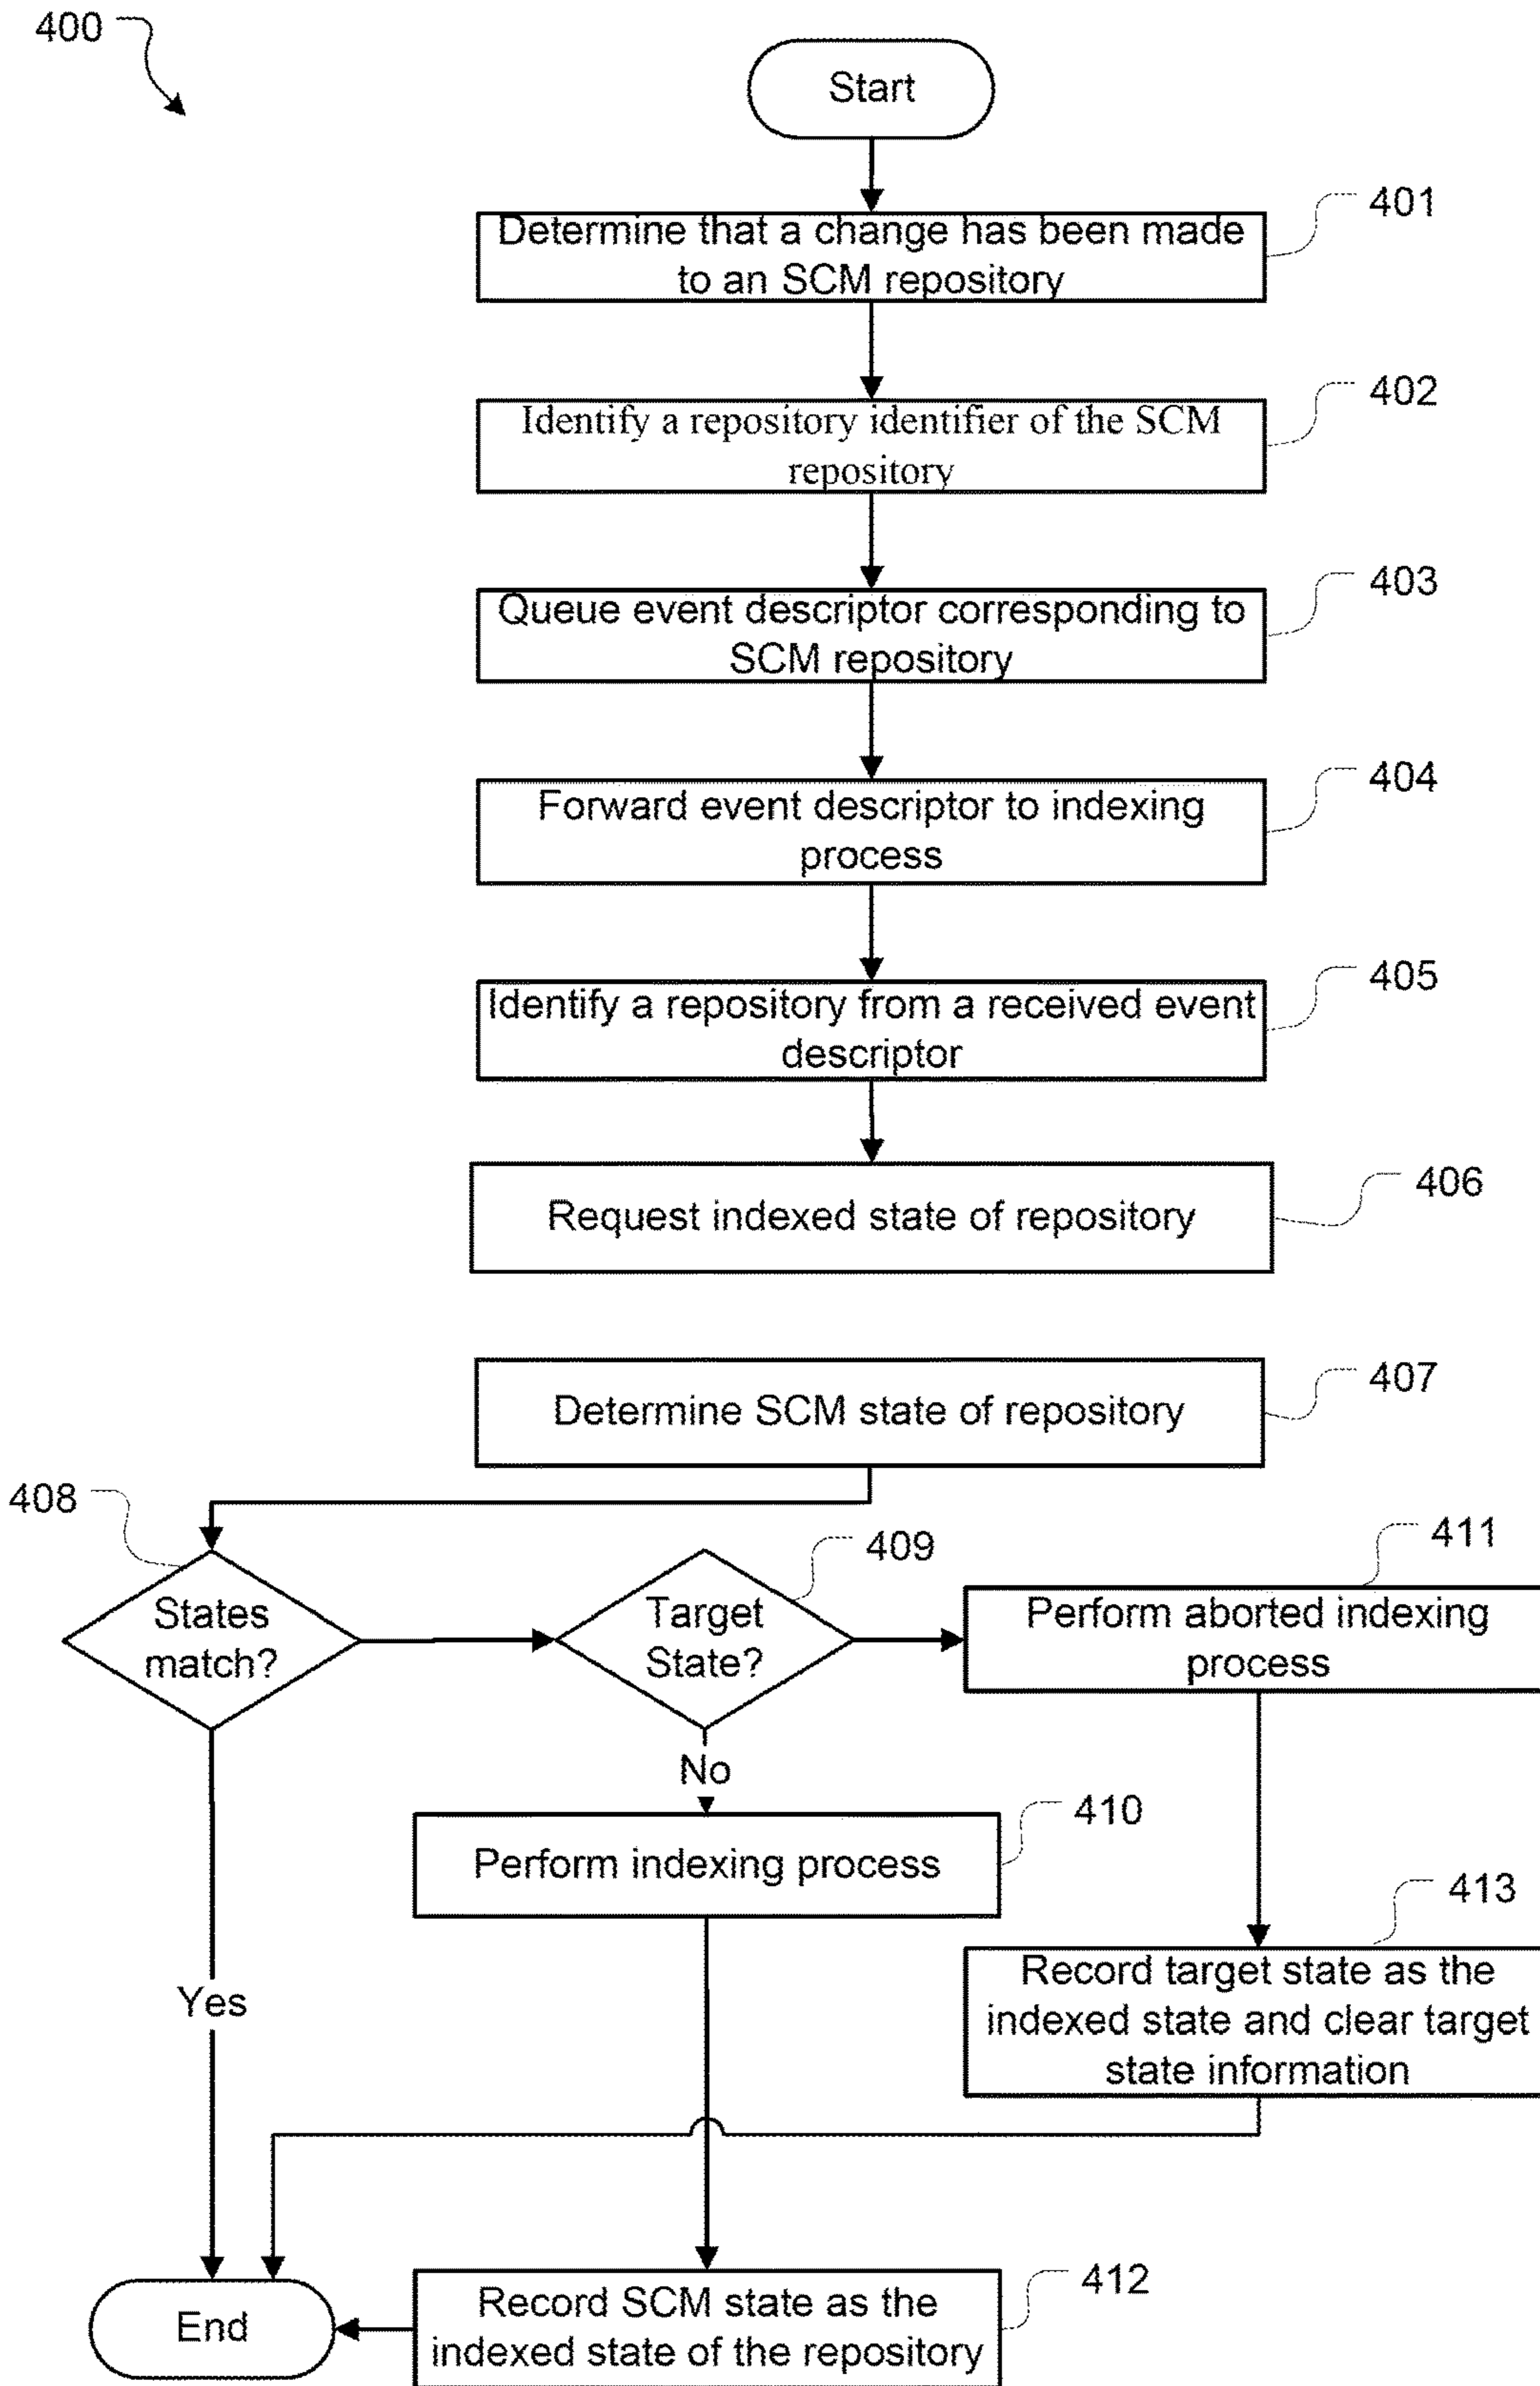 400
Start
401
Determine that a change has been made
to an SCM repository
402
Identify a repository identifier of the SCM
repository
403
Queue event descriptor corresponding to
SCM repository
404
Forward event descriptor to indexing
process
405
Identify a repository from a received event
descriptor
406
Request indexed state of repository
407
Determine SCM state of repository
408
States
match?
409
Target
State?
411
Perform aborted indexing
process
No
410
Perform indexing process
413
Record target state as the
indexed state and clear target
state information
Yes
412
Record SCM state as the
indexed state of the repository
End